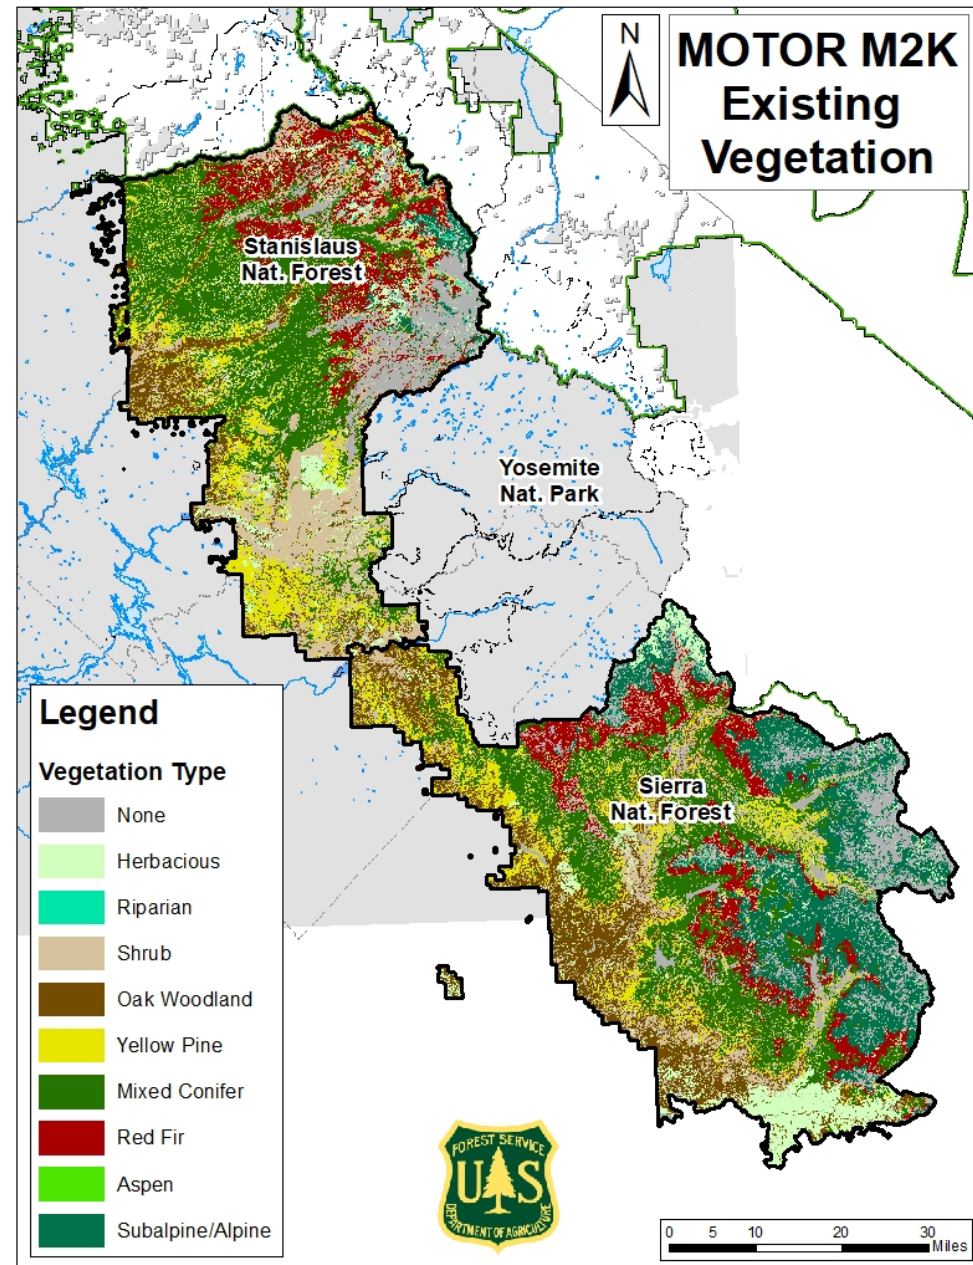 N
MOTOR M2K
Existing
Vegetation
Stanislaus
Nat. Forest
Yosemite
Nat. Park
Sierra
Nat. Forest
Legend
Vegetation Type
None
Herbacious
Riparian
Shrub
Oak Woodland
Yellow Pine
Mixed Conifer
Red Fir
Aspen
Subalpine/Alpine
FOREST SERVICE
U S
DEPARTMENT OF AGRICULTURE
0 5 10 20 30
Miles